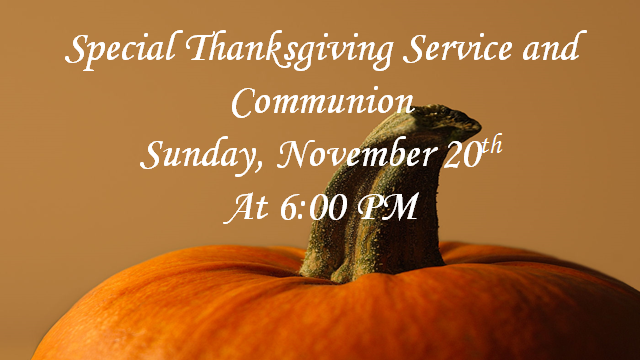 Special Thanksgiving Service and
Communion
Sunday, November 20th
At 6:00 PM